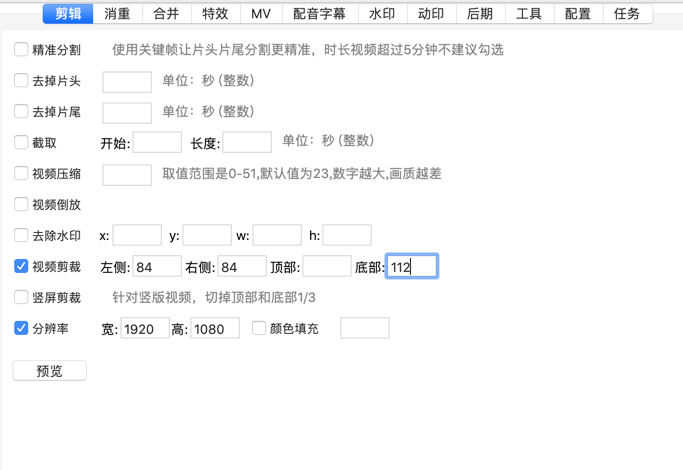 剪辑 消重 合并 特效 MV 配音字幕 水印 动印 后期 工具 配置 任务
精准分割 使用关键帧让片头片尾分割更精准，时长视频超过5分钟不建议勾选
去掉片头 单位：秒 (整数)
去掉片尾 单位：秒 (整数)
截取 开始: 长度: 单位：秒 (整数)
视频压缩 取值范围是0-51,默认值为23,数字越大,画质越差
视频倒放
去除水印 x: y: w: h:
视频剪裁 左侧: 84 右侧: 84 顶部: 底部: 112
竖屏剪裁 针对竖版视频，切掉顶部和底部1/3
分辨率 宽: 1920 高: 1080 颜色填充
预览